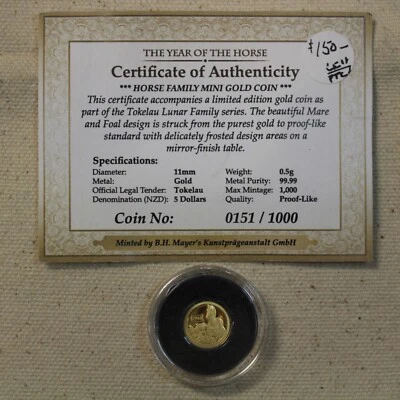 THE YEAR OF THE HORSE
Certificate of Authenticity
*** HORSE FAMILY MINI GOLD COIN ***
This certificate accompanies a limited edition gold coin as
part of the Tokelau Lunar Family series. The beautiful Mare
and Foal design is struck from the purest gold to proof-like
standard with delicately frosted design areas on a
mirror-finish table.
Specifications:
Diameter: 11mm Weight: 0.5g
Metal: Gold Metal Purity: 99.99
Official Legal Tender: Tokelau Max Mintage: 1,000
Denomination (NZD): 5 Dollars Quality: Proof-Like
Coin No: 0151 / 1000
Minted by B.H. Mayer's Kunstprägeanstalt GmbH
$150-